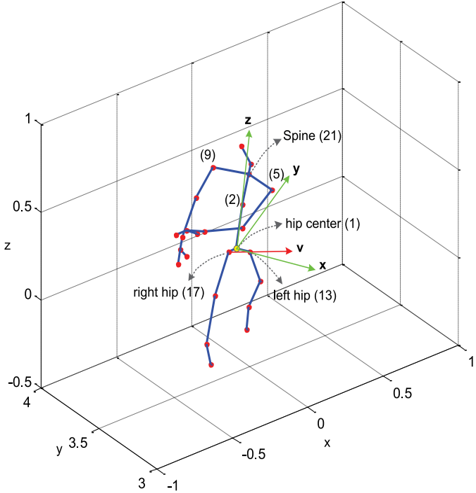 1
z
Spine (21)
(9)
(5)
y
0.5
(2)
hip center (1)
z
v
x
0
right hip (17)
left hip (13)
-0.5
4
1
0.5
y
3.5
0
x
-0.5
3
-1